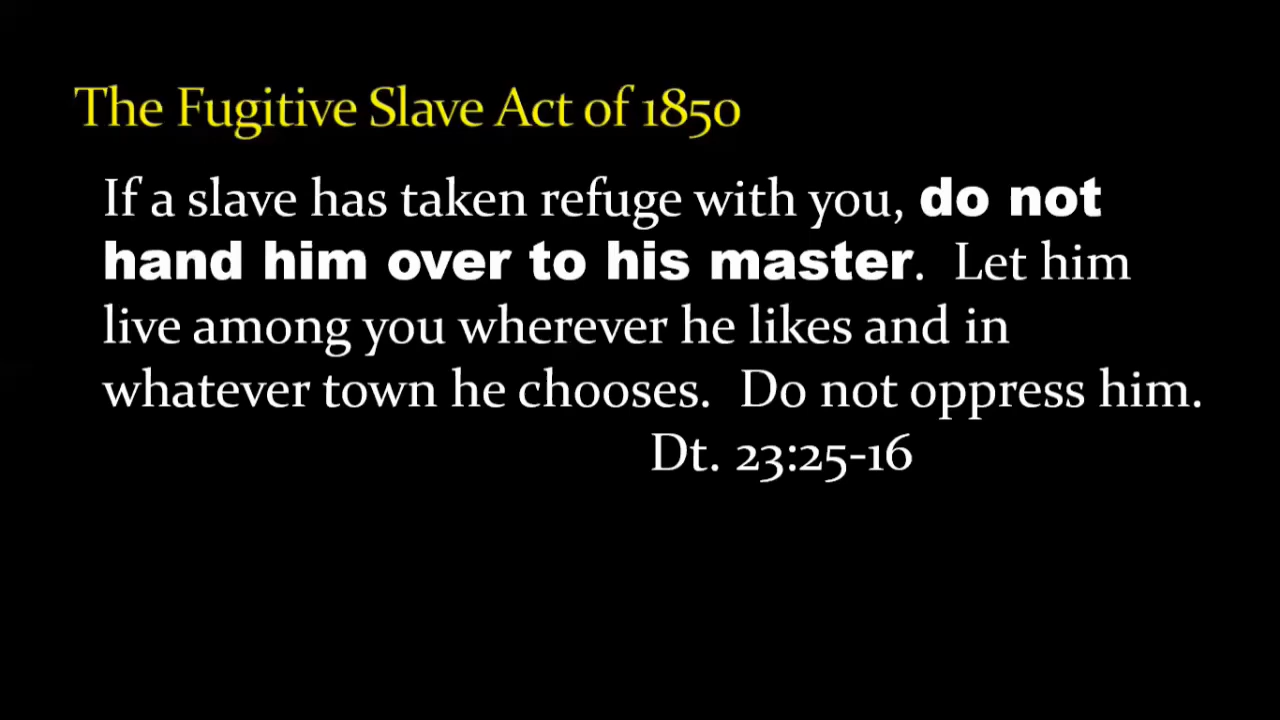 The Fugitive Slave Act of 1850
If a slave has taken refuge with you, do not
hand him over to his master.  Let him
live among you wherever he likes and in
whatever town he chooses.  Do not oppress him.
Dt. 23:25-16